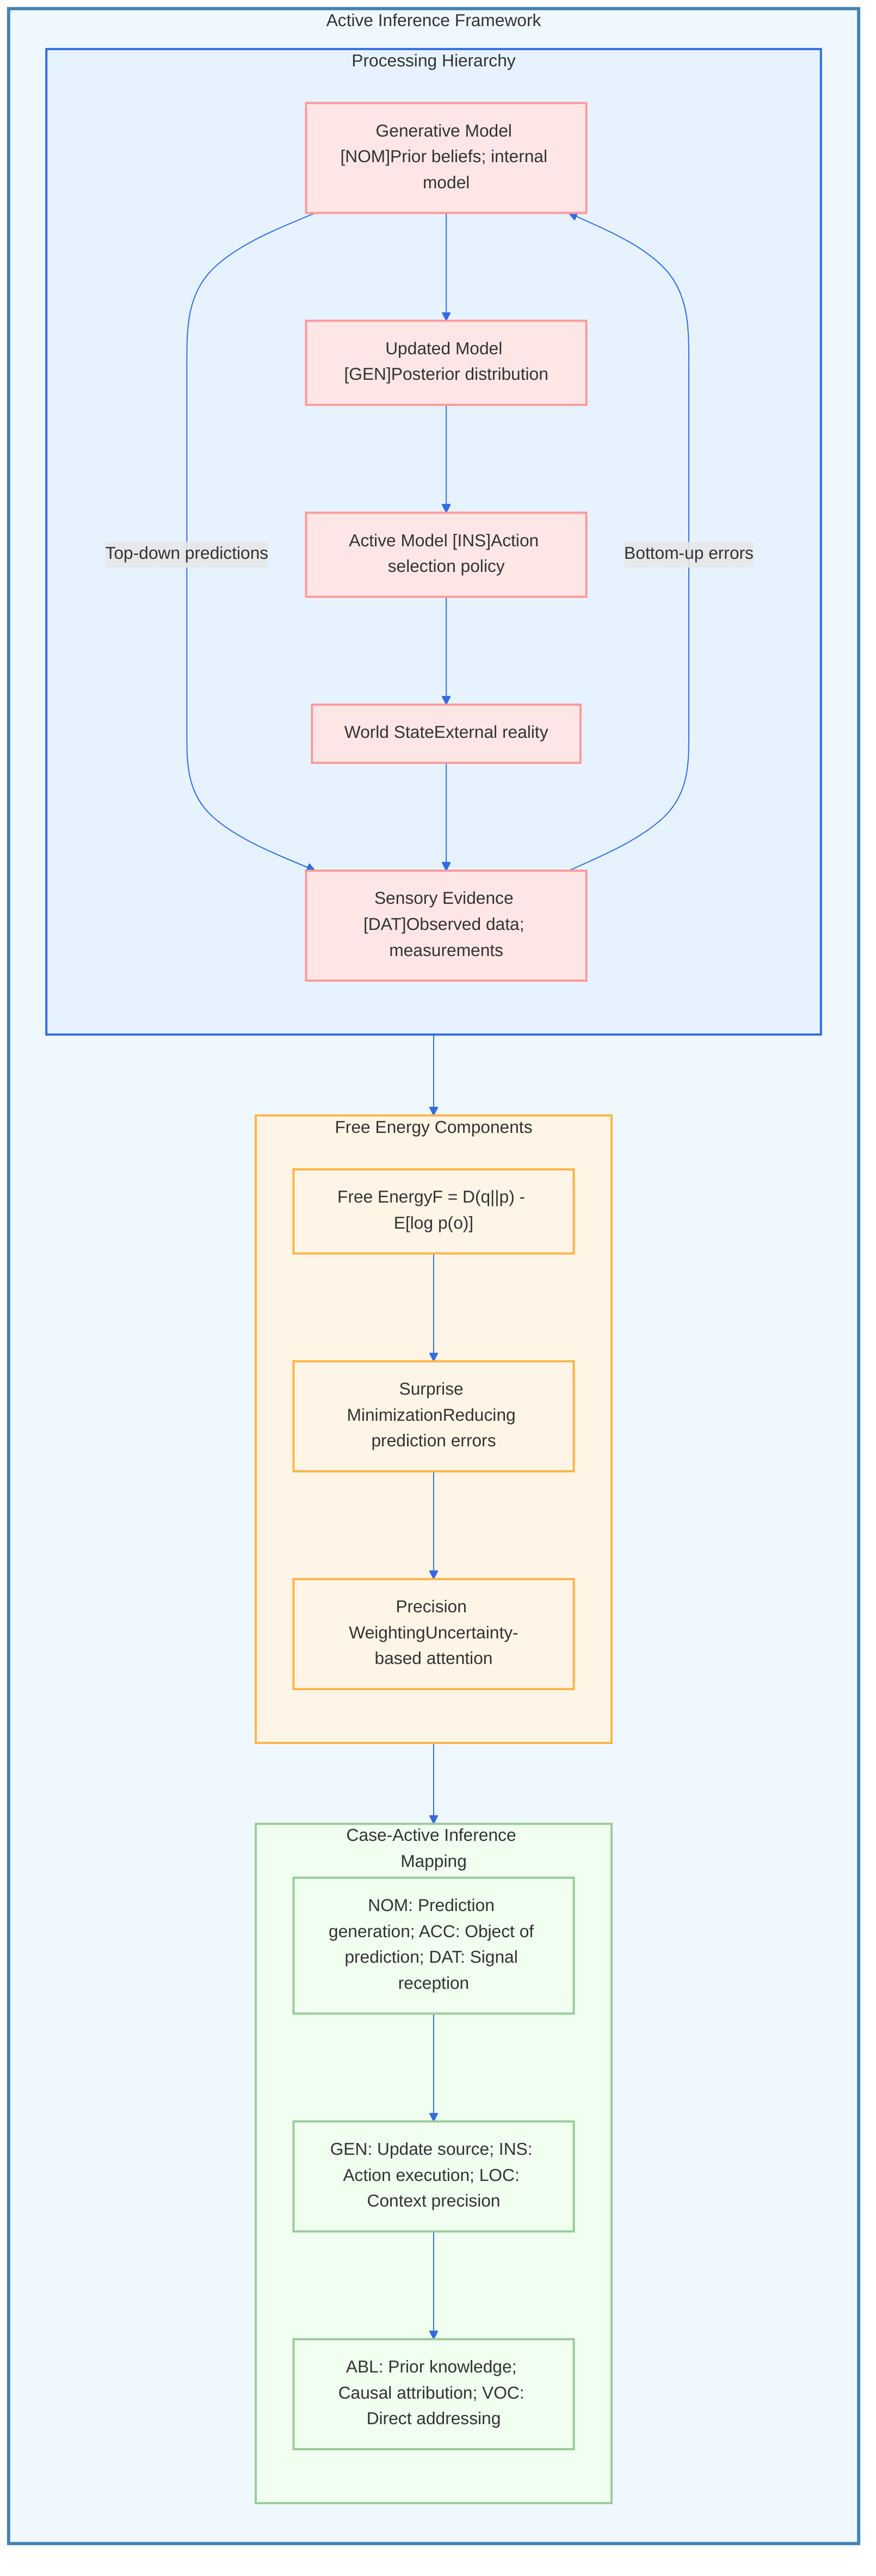 Active Inference Framework
Processing Hierarchy
Generative Model
[NOM]Prior beliefs; internal
model
Updated Model
[GEN]Posterior distribution
Top-down predictions
Active Model [INS]Action
selection policy
Bottom-up errors
World StateExternal reality
Sensory Evidence
[DAT]Observed data;
measurements
Free Energy Components
Free EnergyF = D(q||p) -
E[log p(o)]
Surprise
MinimizationReducing
prediction errors
Precision
WeightingUncertainty-
based attention
Case-Active Inference
Mapping
NOM: Prediction
generation; ACC: Object of
prediction; DAT: Signal
reception
GEN: Update source; INS:
Action execution; LOC:
Context precision
ABL: Prior knowledge;
Causal attribution; VOC:
Direct addressing